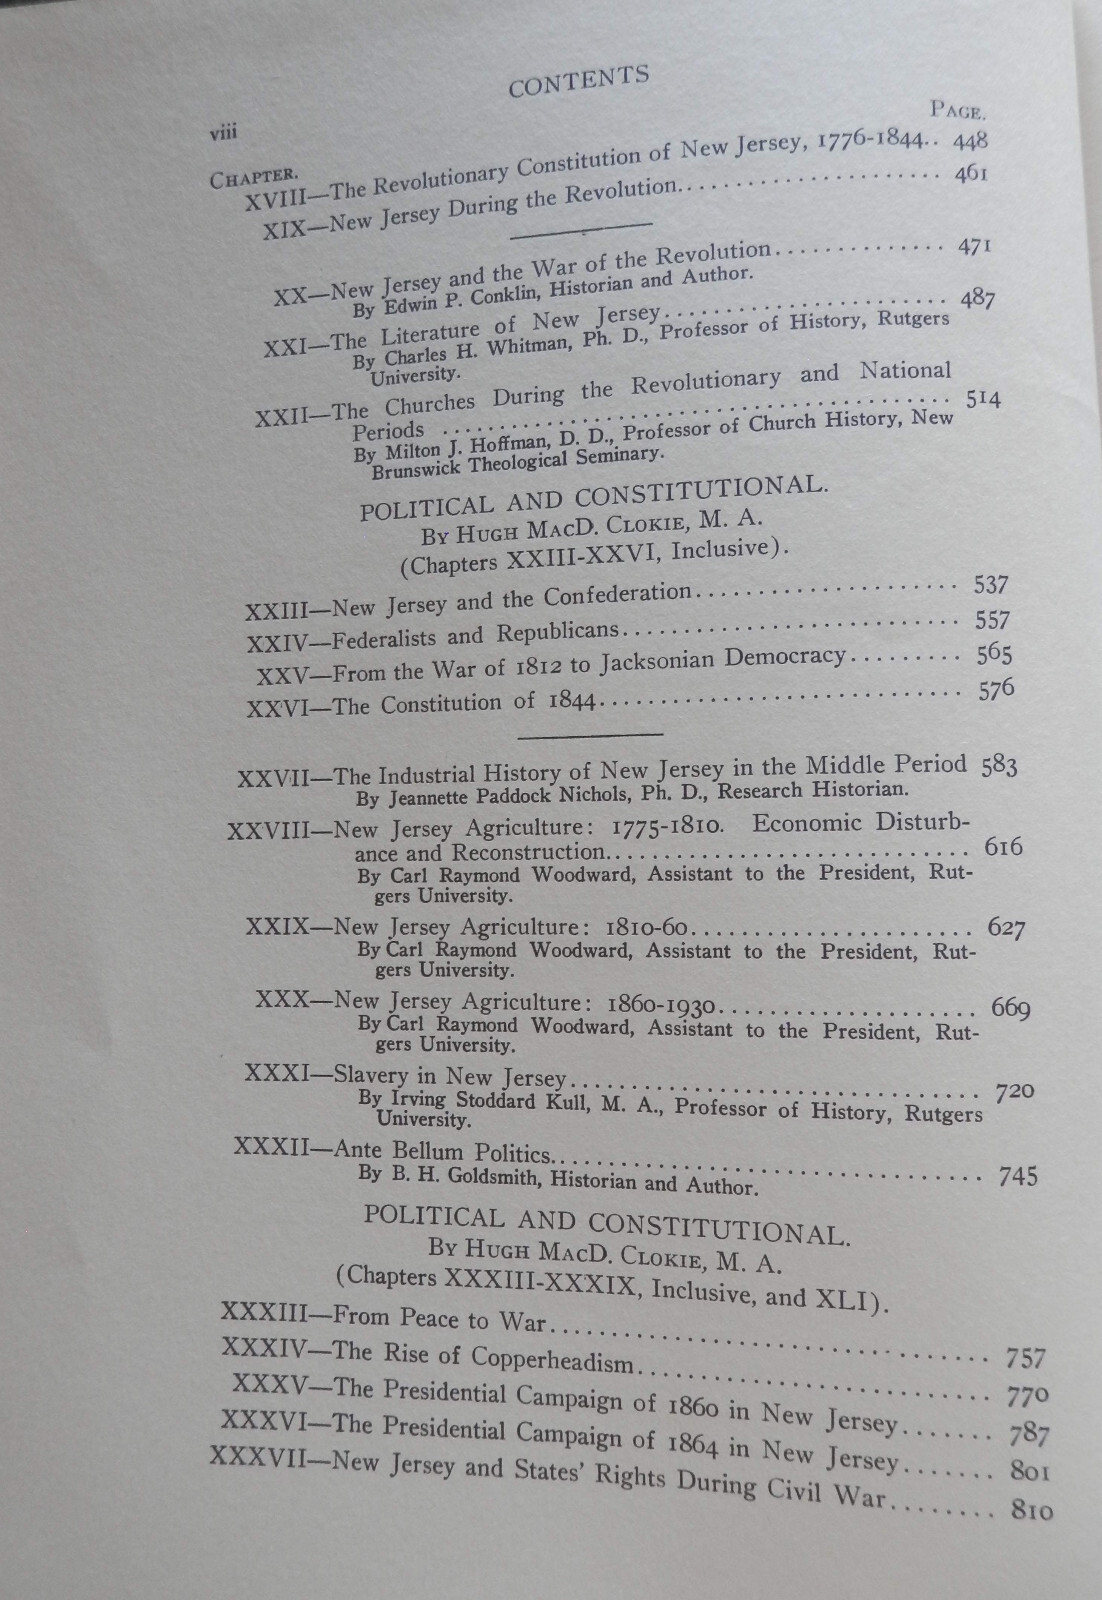 CONTENTS
viii
PAGE.
CHAPTER.
XVIII—The Revolutionary Constitution of New Jersey, 1776-1844.. 448
XIX—New Jersey During the Revolution...................... 461
XX—New Jersey and the War of the Revolution.............. 471
By Edwin P. Conklin, Historian and Author.
XXI—The Literature of New Jersey........................ 487
By Charles H. Whitman, Ph. D., Professor of History, Rutgers
University.
XXII—The Churches During the Revolutionary and National
Periods ........................................ 514
By Milton J. Hoffman, D. D., Professor of Church History, New
Brunswick Theological Seminary.
POLITICAL AND CONSTITUTIONAL.
BY HUGH MACD. CLOKIE, M. A.
(Chapters XXIII-XXVI, Inclusive).
XXIII—New Jersey and the Confederation...................... 537
XXIV—Federalists and Republicans............................ 557
XXV—From the War of 1812 to Jacksonian Democracy......... 565
XXVI—The Constitution of 1844.............................. 576
XXVII—The Industrial History of New Jersey in the Middle Period 583
By Jeannette Paddock Nichols, Ph. D., Research Historian.
XXVIII—New Jersey Agriculture: 1775-1810. Economic Disturb-
ance and Reconstruction............................ 616
By Carl Raymond Woodward, Assistant to the President, Rut-
gers University.
XXIX—New Jersey Agriculture: 1810-60...................... 627
By Carl Raymond Woodward, Assistant to the President, Rut-
gers University.
XXX—New Jersey Agriculture: 1860-1930.................... 669
By Carl Raymond Woodward, Assistant to the President, Rut-
gers University.
XXXI—Slavery in New Jersey................................ 720
By Irving Stoddard Kull, M. A., Professor of History, Rutgers
University.
XXXII—Ante Bellum Politics.................................. 745
By B. H. Goldsmith, Historian and Author.
POLITICAL AND CONSTITUTIONAL.
BY HUGH MACD. CLOKIE, M. A.
(Chapters XXXIII-XXXIX, Inclusive, and XLI).
XXXIII—From Peace to War.................................... 757
XXXIV—The Rise of Copperheadism............................. 770
XXXV—The Presidential Campaign of 1860 in New Jersey....... 787
XXXVI—The Presidential Campaign of 1864 in New Jersey....... 801
XXXVII—New Jersey and States' Rights During Civil War........ 810